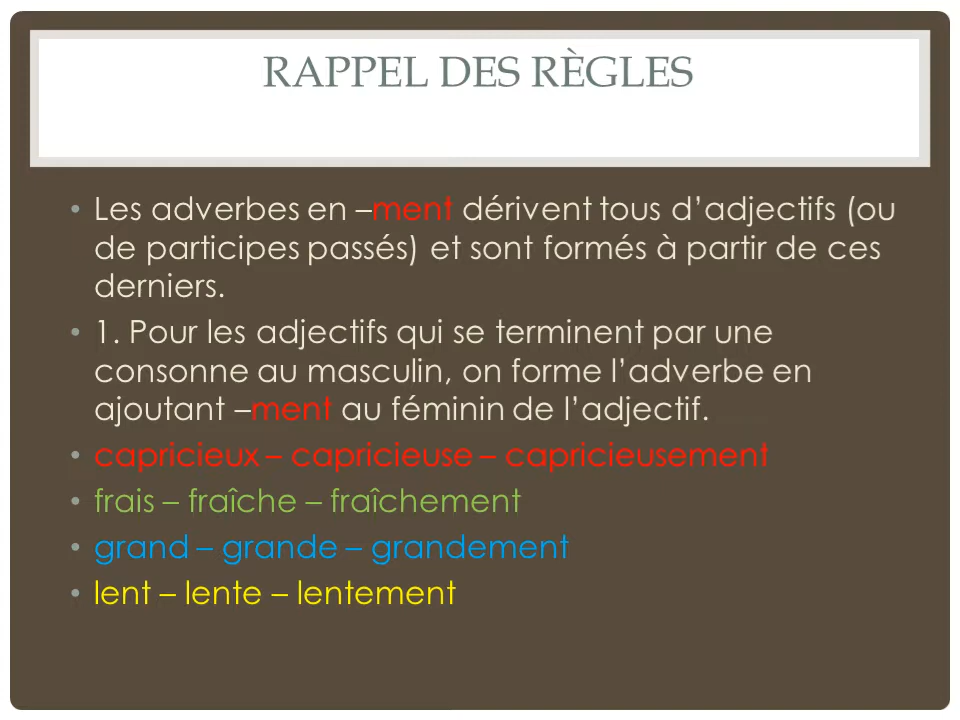 RAPPEL DES RÈGLES
• Les adverbes en –ment dérivent tous d’adjectifs (ou
de participes passés) et sont formés à partir de ces
derniers.
• 1. Pour les adjectifs qui se terminent par une
consonne au masculin, on forme l’adverbe en
ajoutant –ment au féminin de l’adjectif.
• capricieux – capricieuse – capricieusement
• frais – fraîche – fraîchement
• grand – grande – grandement
• lent – lente – lentement